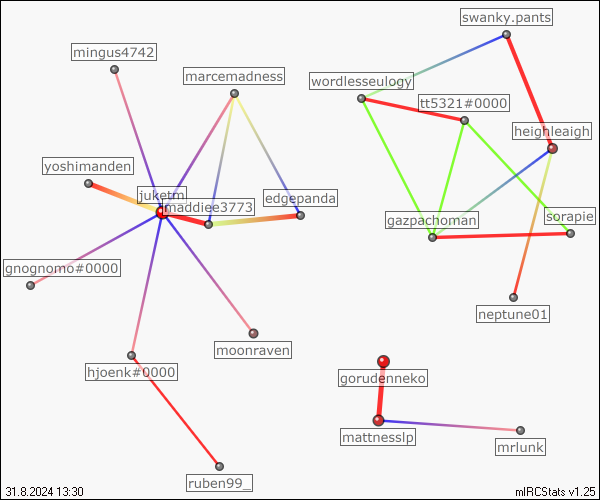 swanky.pants
mingus4742
marcemadness
wordlesseulogy
tt5321#0000
heighleaigh
yoshimanden
juketm
maddiee3773
edgepanda
gazpachoman
sorapie
gnognomo#0000
neptune01
moonraven
hjoenk#0000
gorudenneko
mattnesslp
mrlunk
ruben99_
31.8.2024 13:30
mIRCStats v1.25